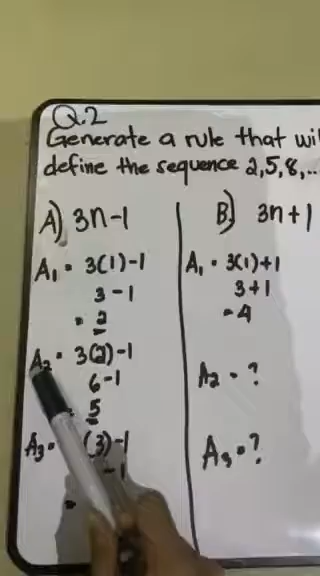 Q.2
Generate a rule that wi
define the sequence 2,5,8,...
A) 3n-1
A₁ = 3(1)-1
3-1
= 2
A₂ = 3(2)-1
6-1
5
A₃ = (3)-1
-1
=
B) 3n+1
A₁ = 3(1)+1
3+1
=4
A₂ = ?
A₃ = ?